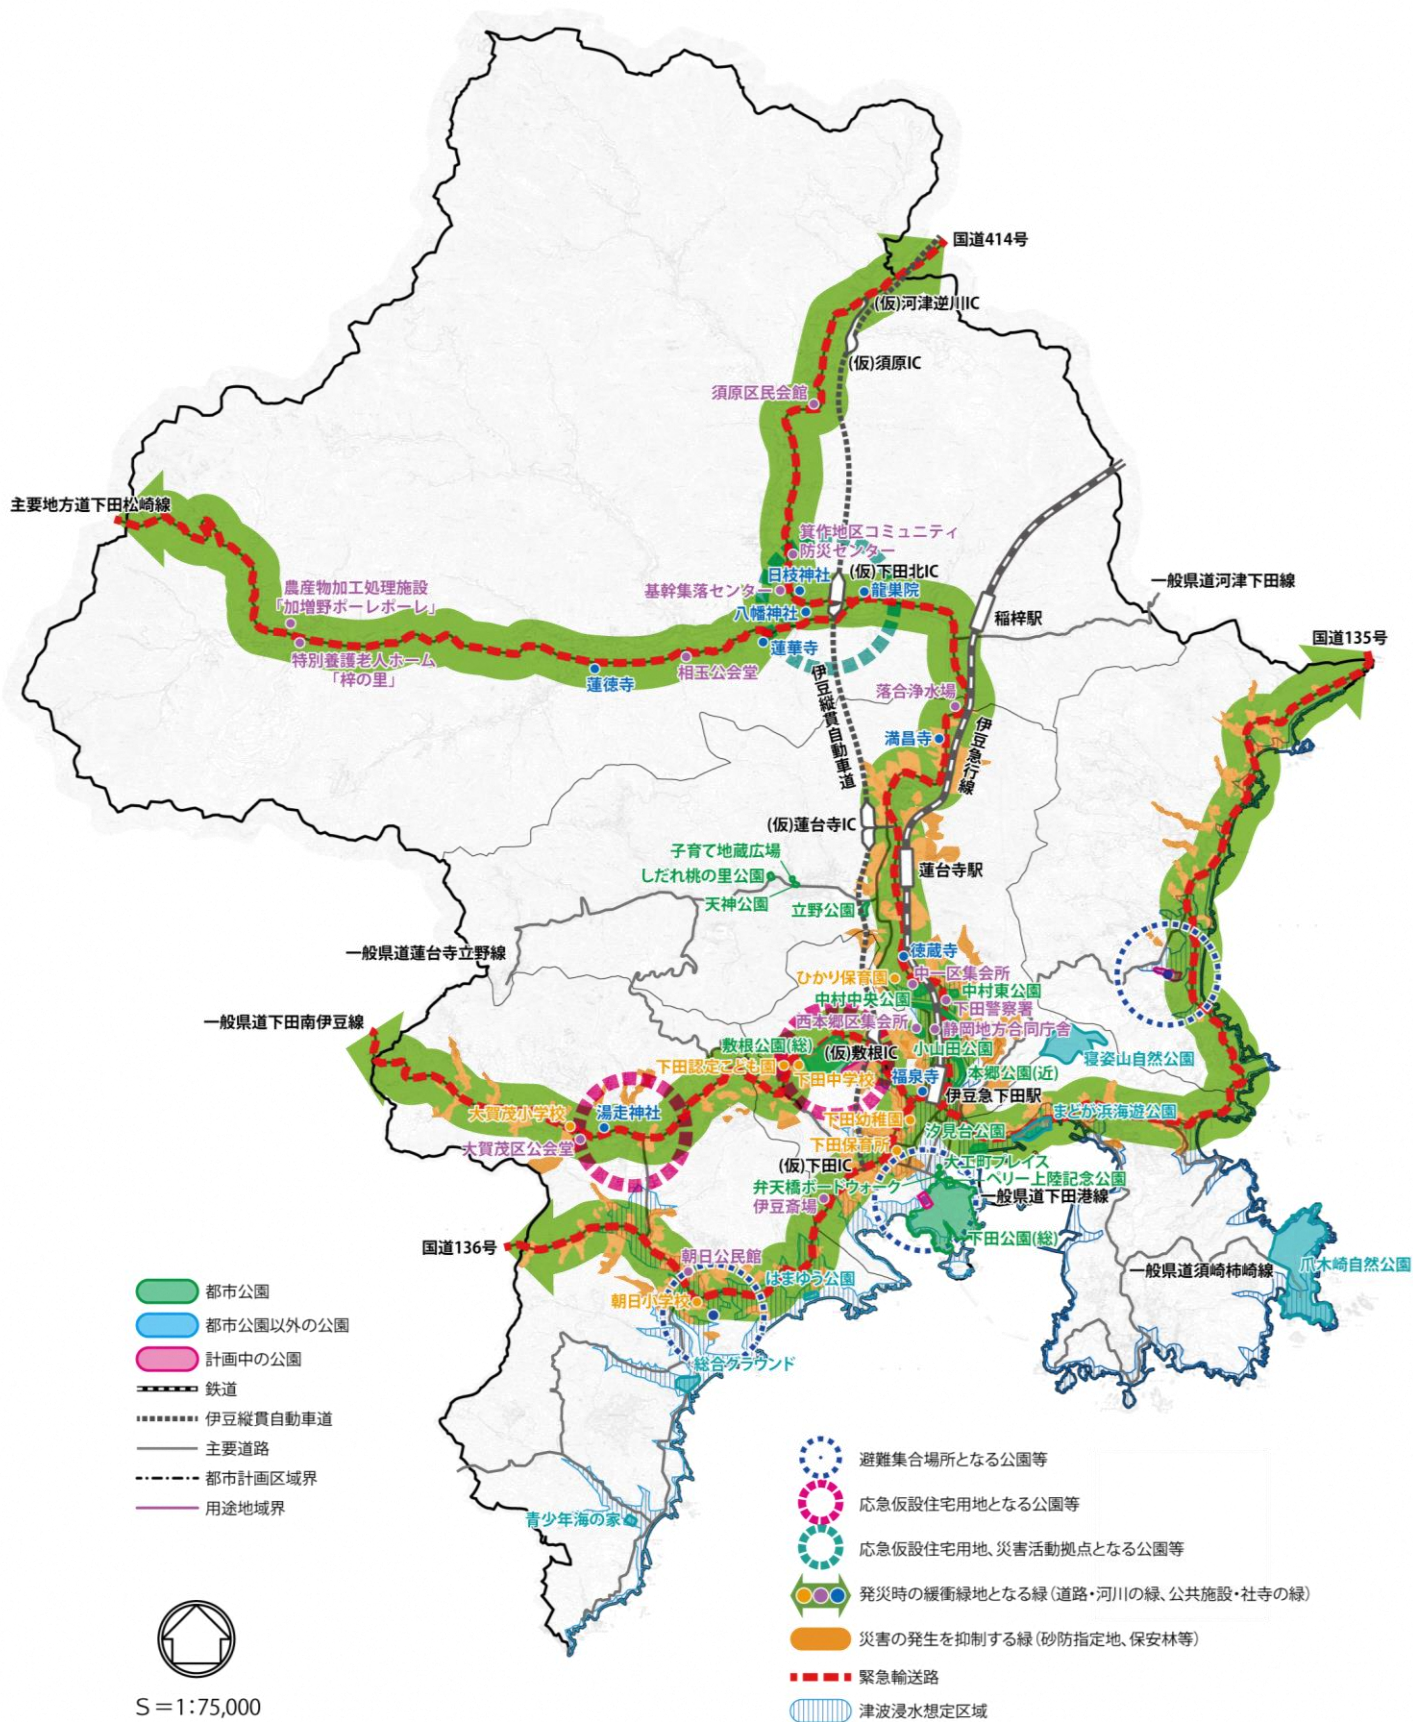 国道414号
(仮)河津逆川IC
(仮)須原IC
須原区民会館
主要地方道下田松崎線
箕作地区コミュニティ
防災センター
日枝神社
(仮)下田北IC
基幹集落センター
龍巣院
八幡神社
農産物加工処理施設
「加増野ポーレポーレ」
稲梓駅
一般県道河津下田線
国道135号
特別養護老人ホーム
「梓の里」
蓮華寺
相玉公会堂
蓮徳寺
伊豆縦貫自動車道
落合浄水場
満昌寺
伊豆急行線
(仮)蓮台寺IC
子育て地蔵広場
しだれ桃の里公園
天神公園
立野公園
蓮台寺駅
一般県道蓮台寺立野線
徳蔵寺
ひかり保育園
中一区集会所
中村中央公園
中村東公園
下田警察署
一般県道下田南伊豆線
西本郷区集会所
静岡地方合同庁舎
敷根公園(総)
(仮)敷根IC
小山田公園
寝姿山自然公園
下田認定こども園
下田中学校
福泉寺
本郷公園(近)
伊豆急下田駅
大賀茂小学校
湯走神社
下田幼稚園
まどが浜海遊公園
汐見台公園
大賀茂区公会堂
下田保育所
(仮)下田IC
大工町プレイス
弁天橋ボードウォーク
ペリー上陸記念公園
伊豆斎場
一般県道下田港線
国道136号
下田公園(総)
朝日公民館
はまゆう公園
一般県道須崎柿崎線
爪木崎自然公園
朝日小学校
総合グラウンド
青少年海の家
都市公園
都市公園以外の公園
計画中の公園
鉄道
伊豆縦貫自動車道
主要道路
都市計画区域界
用途地域界
S＝1:75,000
避難集合場所となる公園等
応急仮設住宅用地となる公園等
応急仮設住宅用地、災害活動拠点となる公園等
発災時の緩衝緑地となる緑（道路・河川の緑、公共施設・社寺の緑）
災害の発生を抑制する緑（砂防指定地、保安林等）
緊急輸送路
津波浸水想定区域